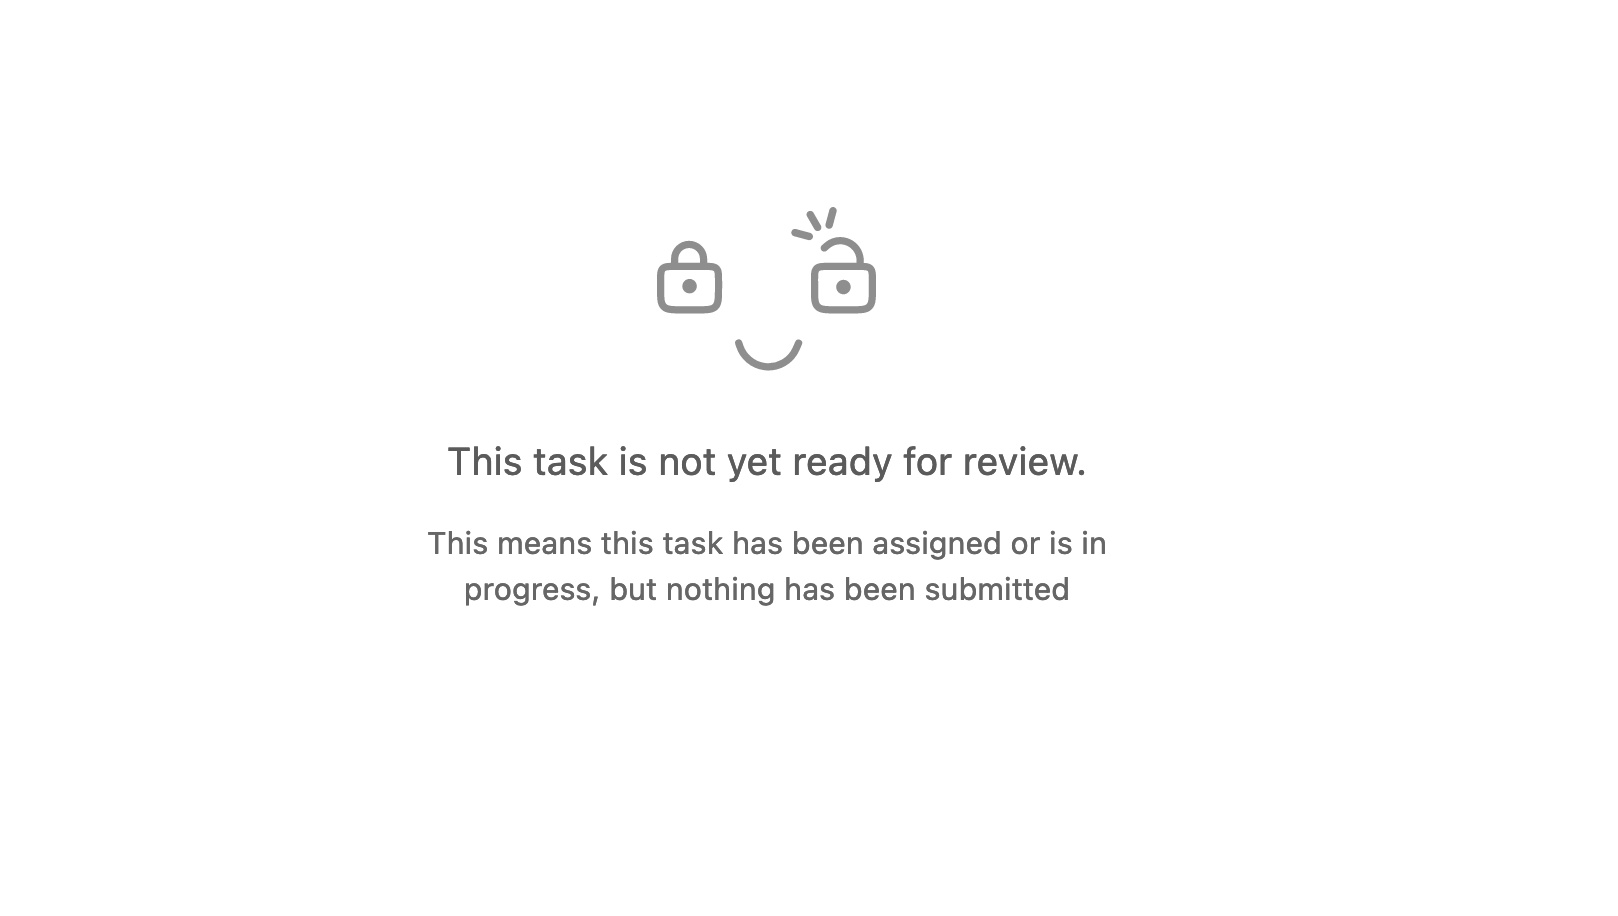 This task is not yet ready for review.
This means this task has been assigned or is in
progress, but nothing has been submitted